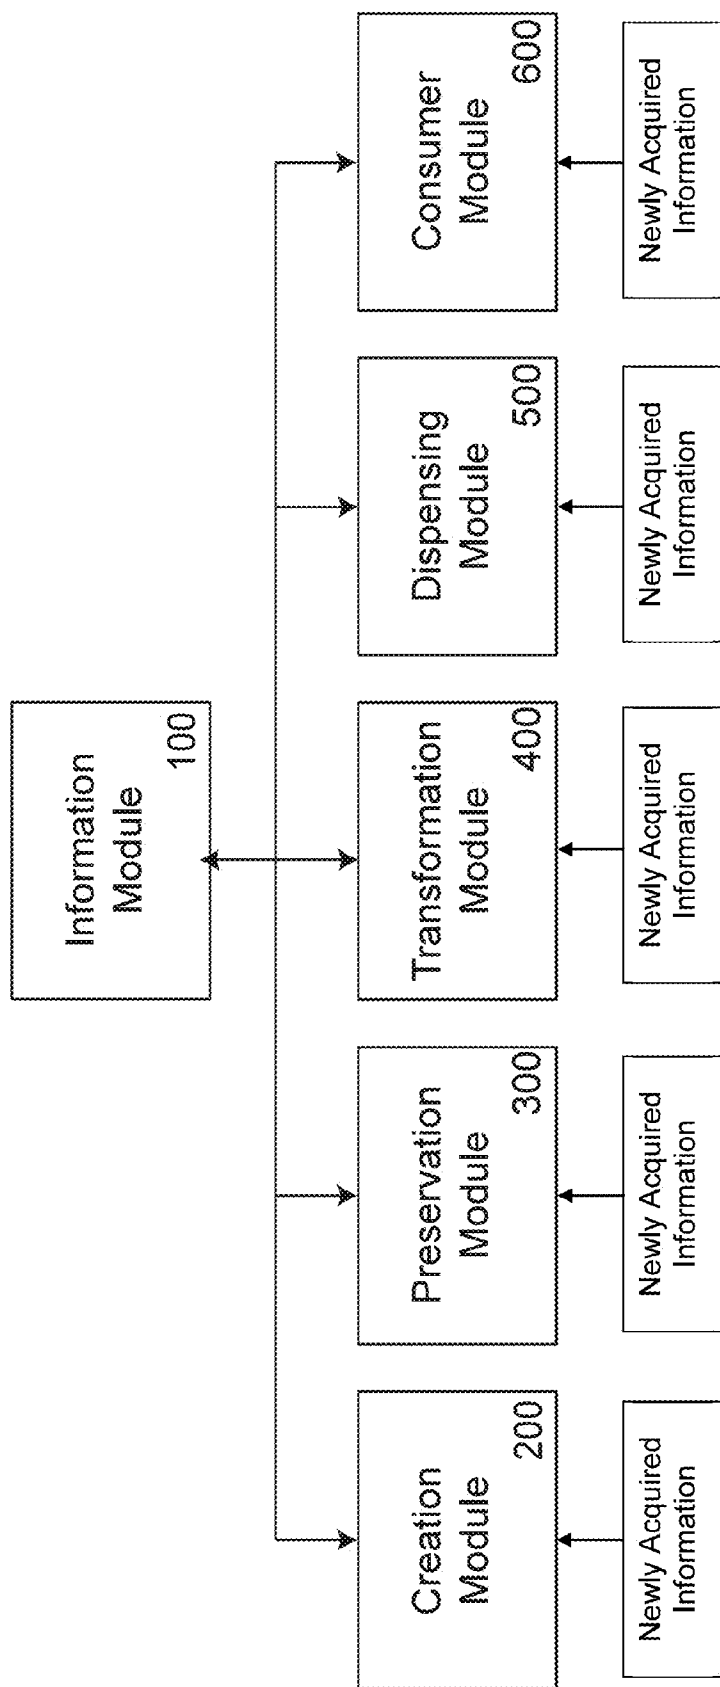 Information
Module
100
Creation
Module
200
Preservation
Module
300
Transformation
Module
400
Dispensing
Module
500
Consumer
Module
600
Newly Acquired
Information
Newly Acquired
Information
Newly Acquired
Information
Newly Acquired
Information
Newly Acquired
Information